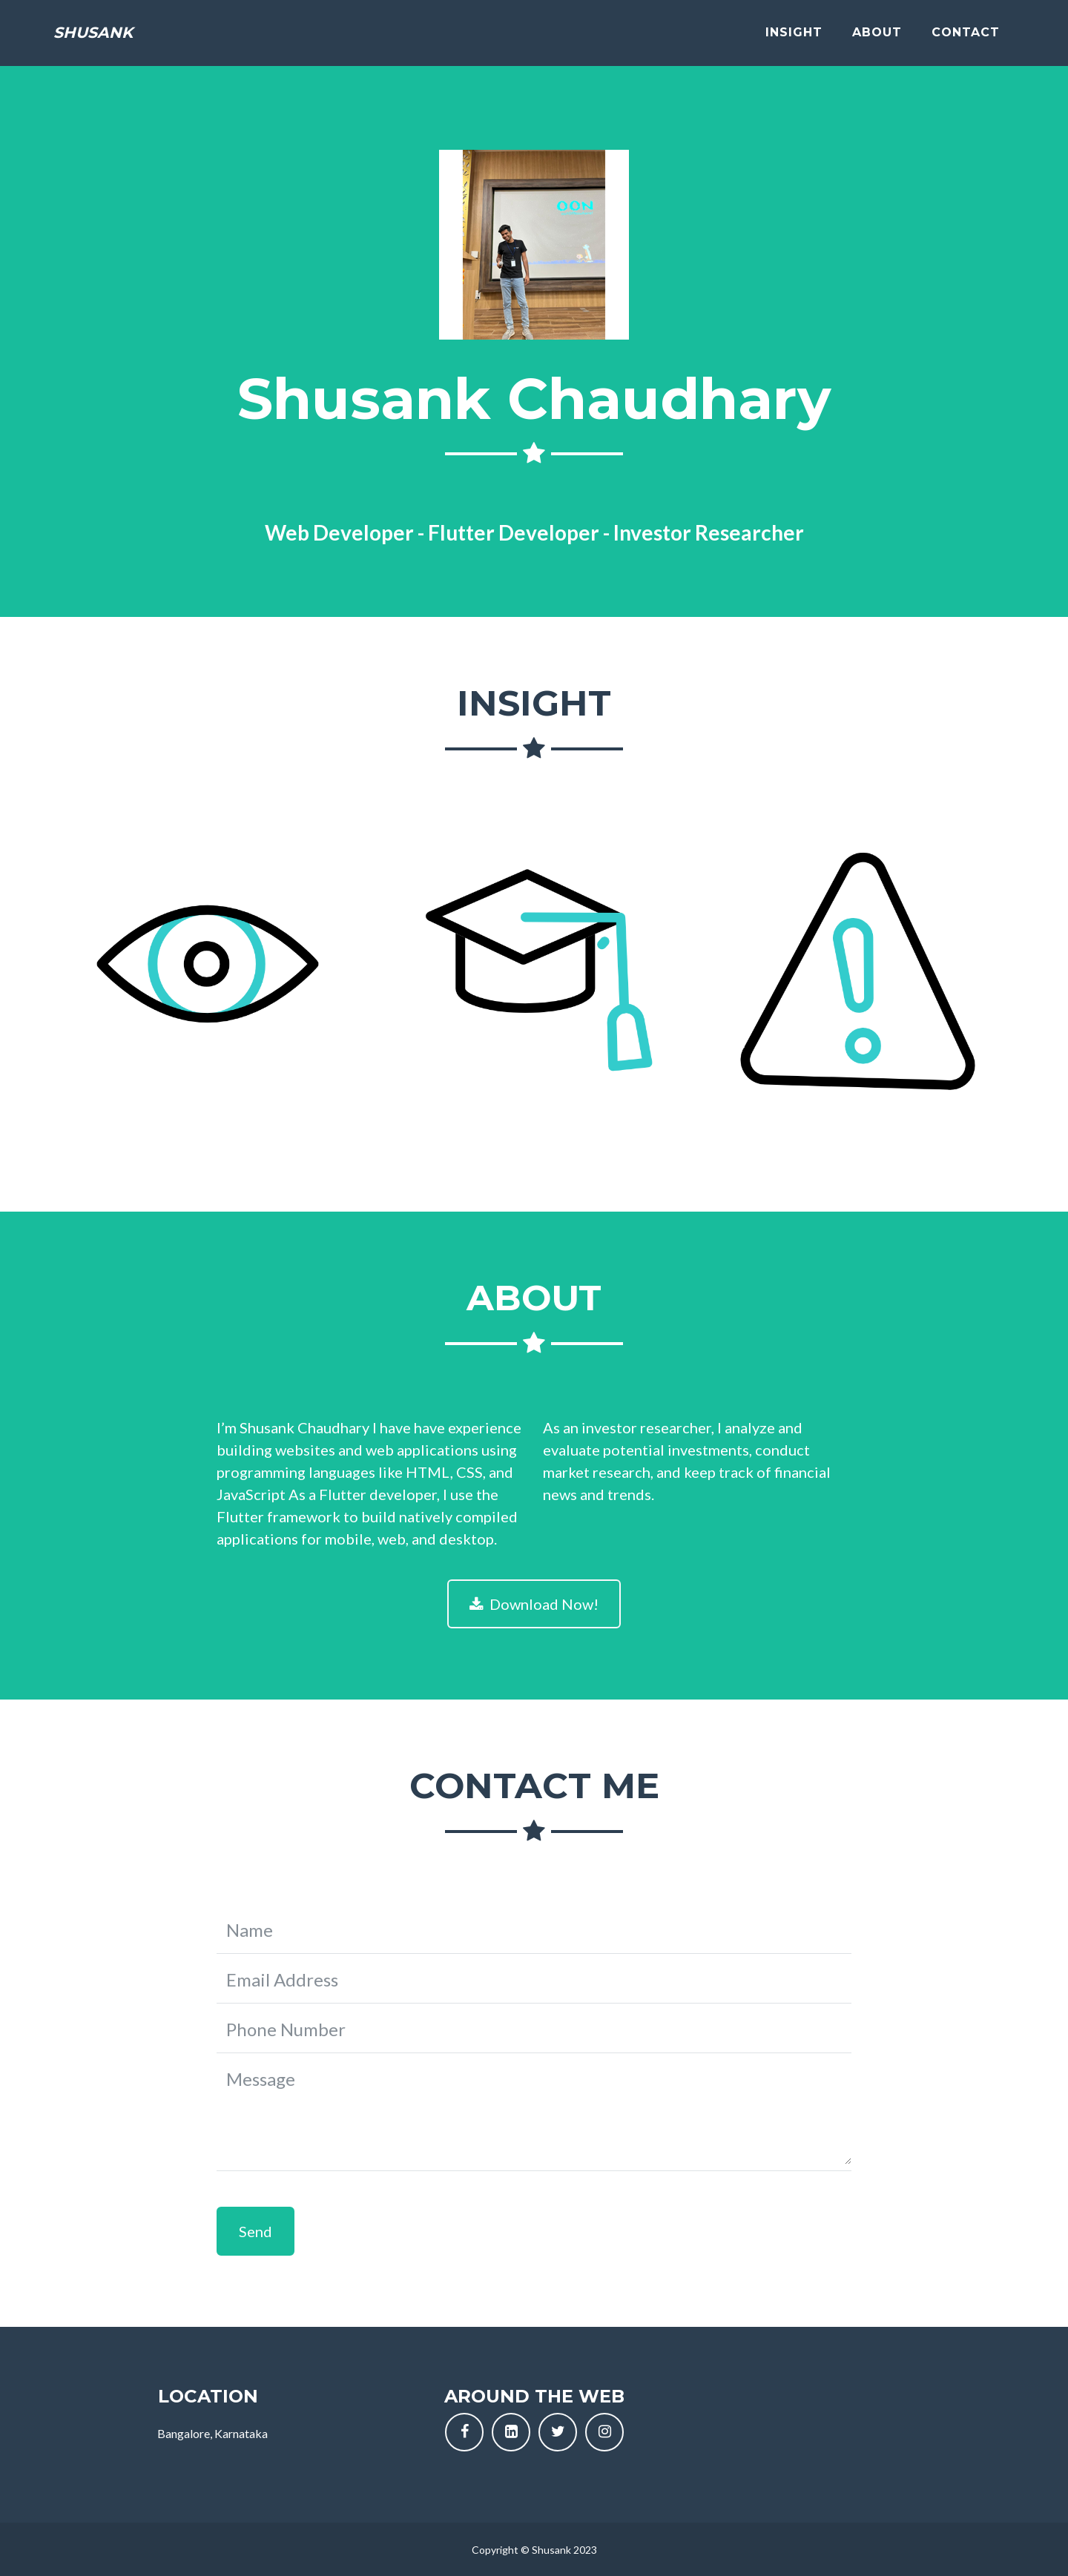 SHUSANK
INSIGHT
ABOUT
CONTACT
Shusank Chaudhary
Web Developer - Flutter Developer - Investor Researcher
INSIGHT
ABOUT
I'm Shusank Chaudhary I have have experience
building websites and web applications using
programming languages like HTML, CSS, and
JavaScript As a Flutter developer, I use the
Flutter framework to build natively compiled
applications for mobile, web, and desktop.
As an investor researcher, I analyze and
evaluate potential investments, conduct
market research, and keep track of financial
news and trends.
Download Now!
CONTACT ME
Name
Email Address
Phone Number
Message
Send
LOCATION
Bangalore, Karnataka
AROUND THE WEB
Copyright © Shusank 2023